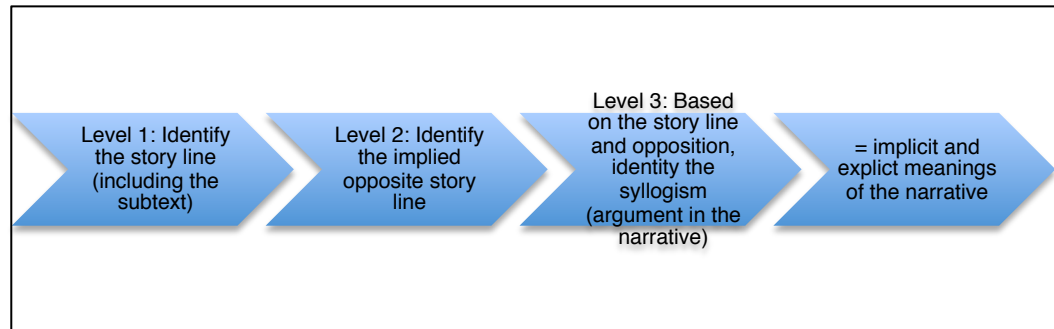 Level 1: Identify
the story line
(including the
subtext)
Level 2: Identify
the implied
opposite story
line
Level 3: Based
on the story line
and opposition,
identity the
syllogism
(argument in the
narrative)
= implicit and
explict meanings
of the narrative